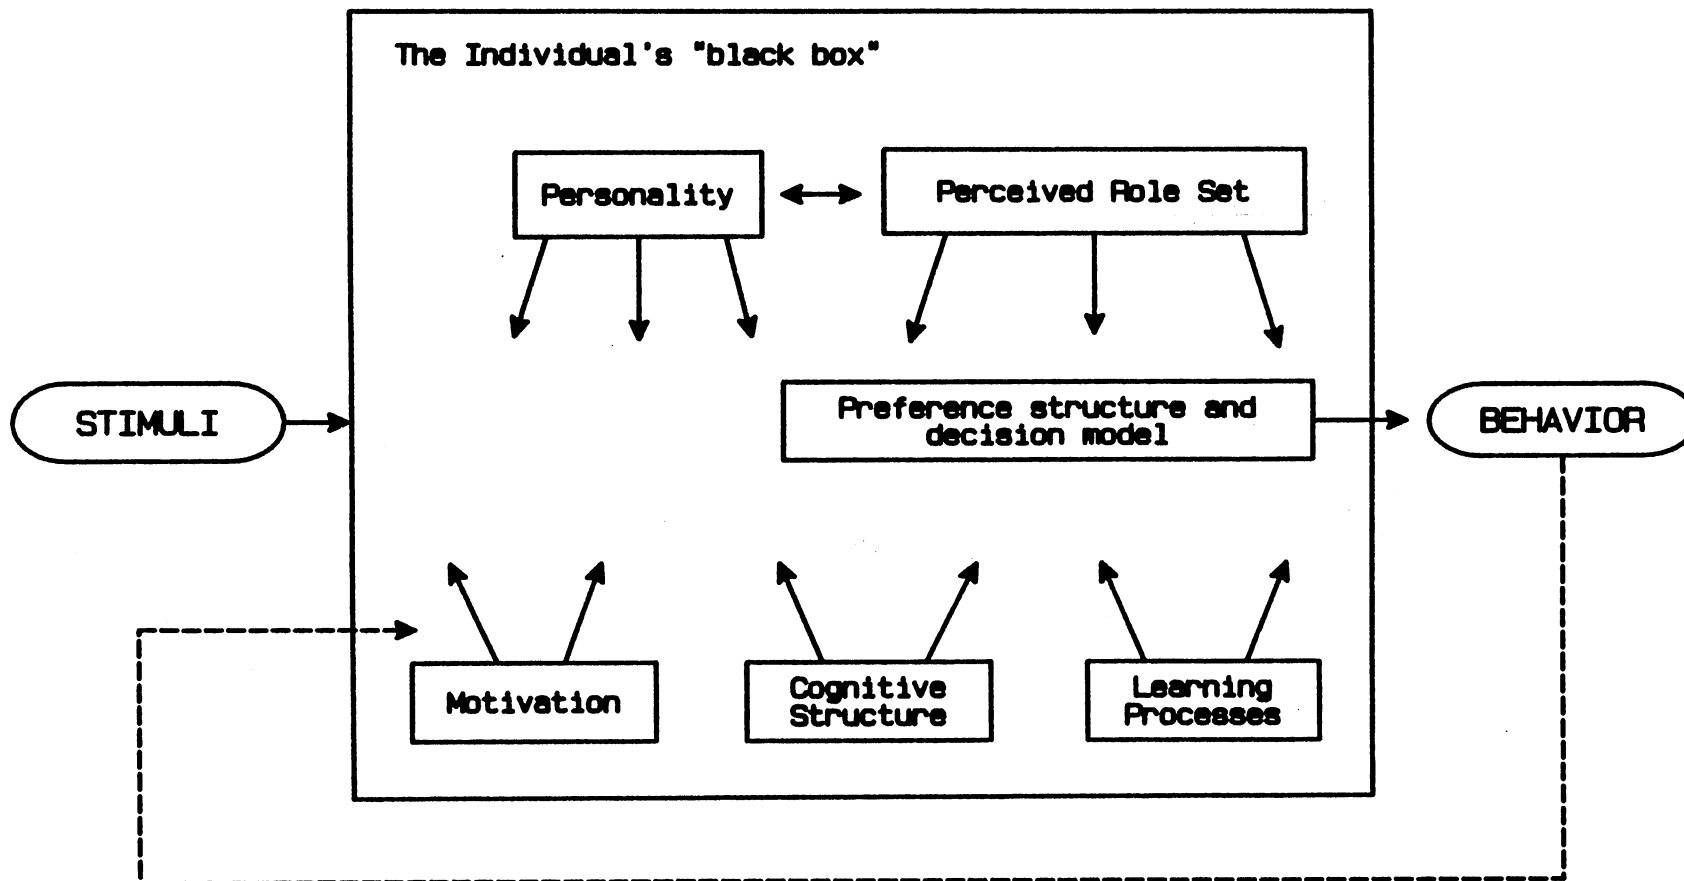 The Individual's "black box"
Personality
Perceived Role Set
STIMULI
Preference structure and
decision model
BEHAVIOR
Motivation
Cognitive
Structure
Learning
Processes